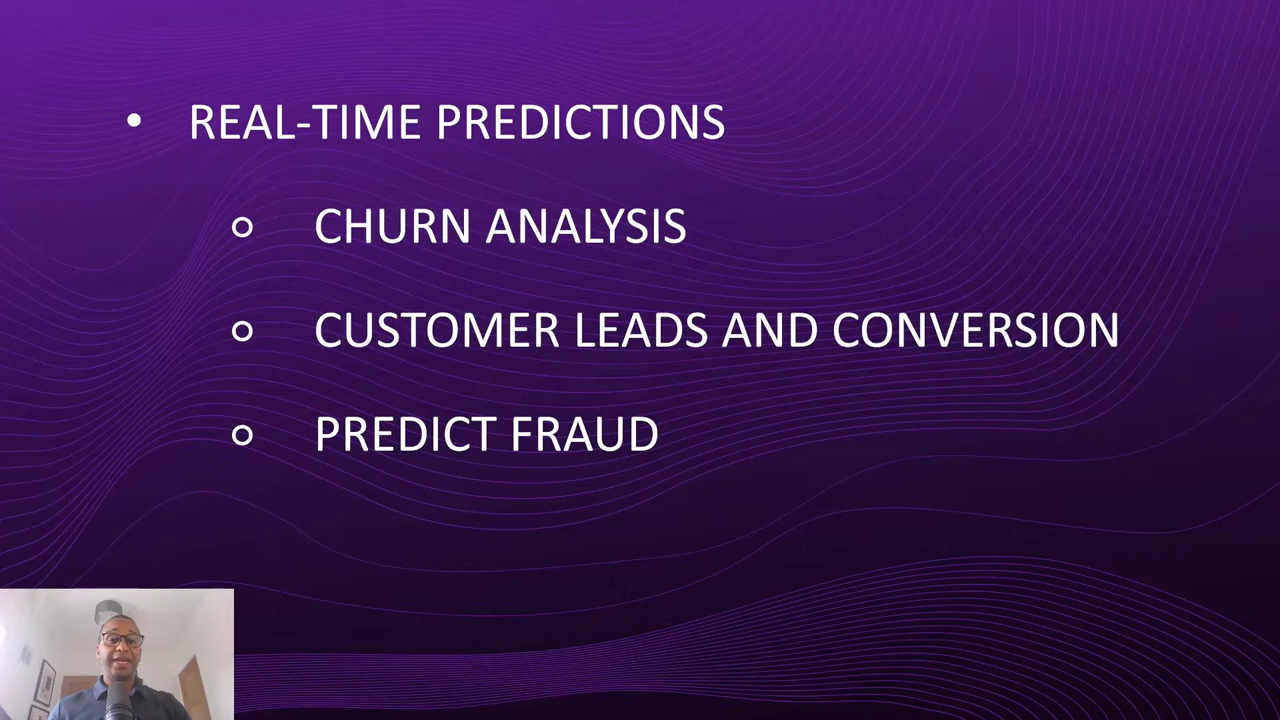 • REAL-TIME PREDICTIONS
○ CHURN ANALYSIS
○ CUSTOMER LEADS AND CONVERSION
○ PREDICT FRAUD